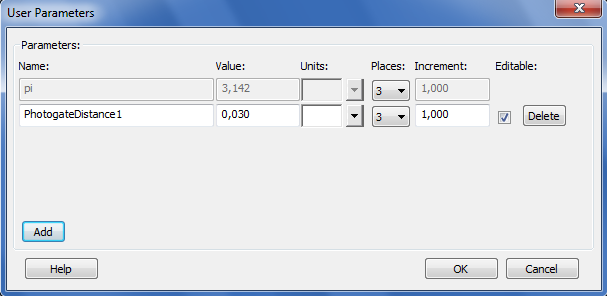 User Parameters
Parameters:
Name: Value: Units: Places: Increment: Editable:
pi 3,142 3 1,000
PhotogateDistance1 0,030 3 1,000 Delete
Add
Help OK Cancel